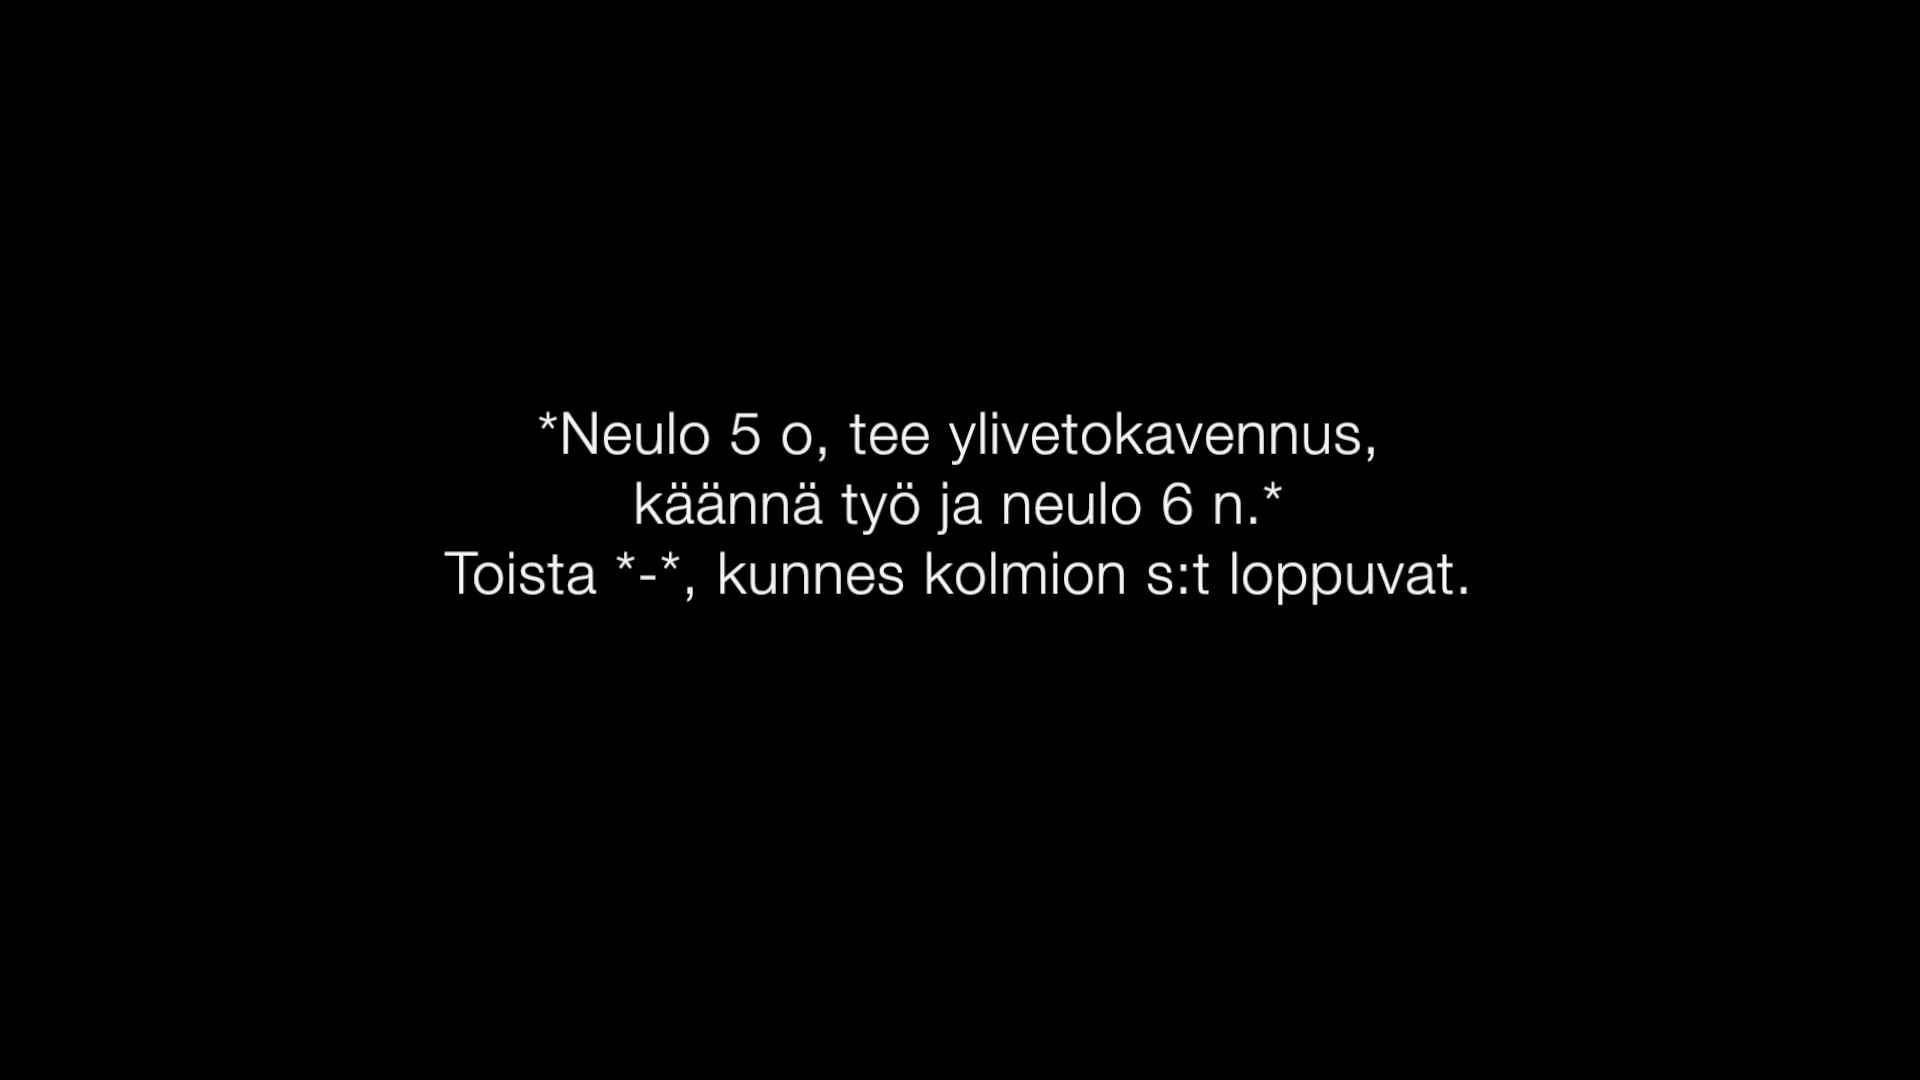 *Neulo 5 o, tee ylivetokavennus,
käännä työ ja neulo 6 n.*
Toista *-*, kunnes kolmion s:t loppuvat.